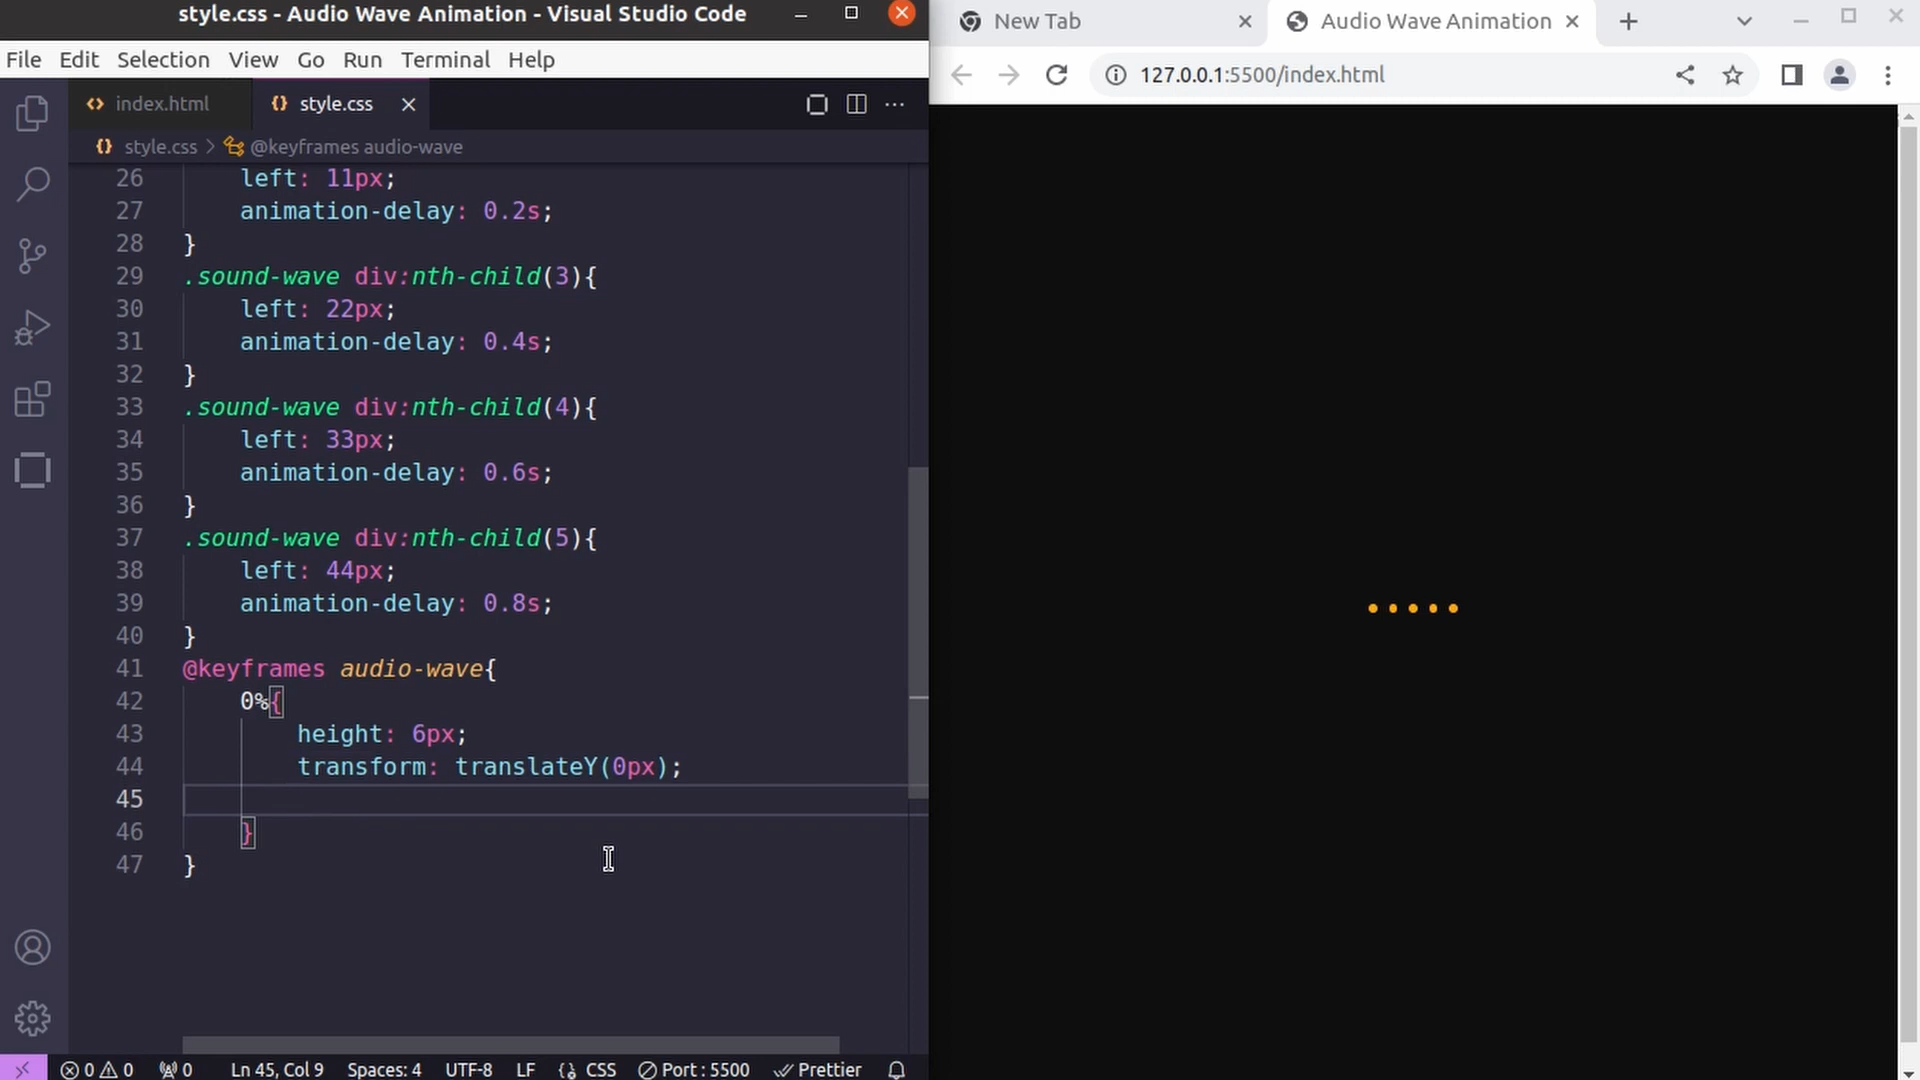 style.css - Audio Wave Animation - Visual Studio Code
File Edit Selection View Go Run Terminal Help
index.html
style.css
style.css > @keyframes audio-wave
26 left: 11px;
27 animation-delay: 0.2s;
28 }
29 .sound-wave div:nth-child(3){
30 left: 22px;
31 animation-delay: 0.4s;
32 }
33 .sound-wave div:nth-child(4){
34 left: 33px;
35 animation-delay: 0.6s;
36 }
37 .sound-wave div:nth-child(5){
38 left: 44px;
39 animation-delay: 0.8s;
40 }
41 @keyframes audio-wave{
42 0%{
43 height: 6px;
44 transform: translateY(0px);
45
46 }
47 }
0 0 0 Ln 45, Col 9 Spaces: 4 UTF-8 LF CSS Port : 5500 Prettier
New Tab
Audio Wave Animation
127.0.0.1:5500/index.html